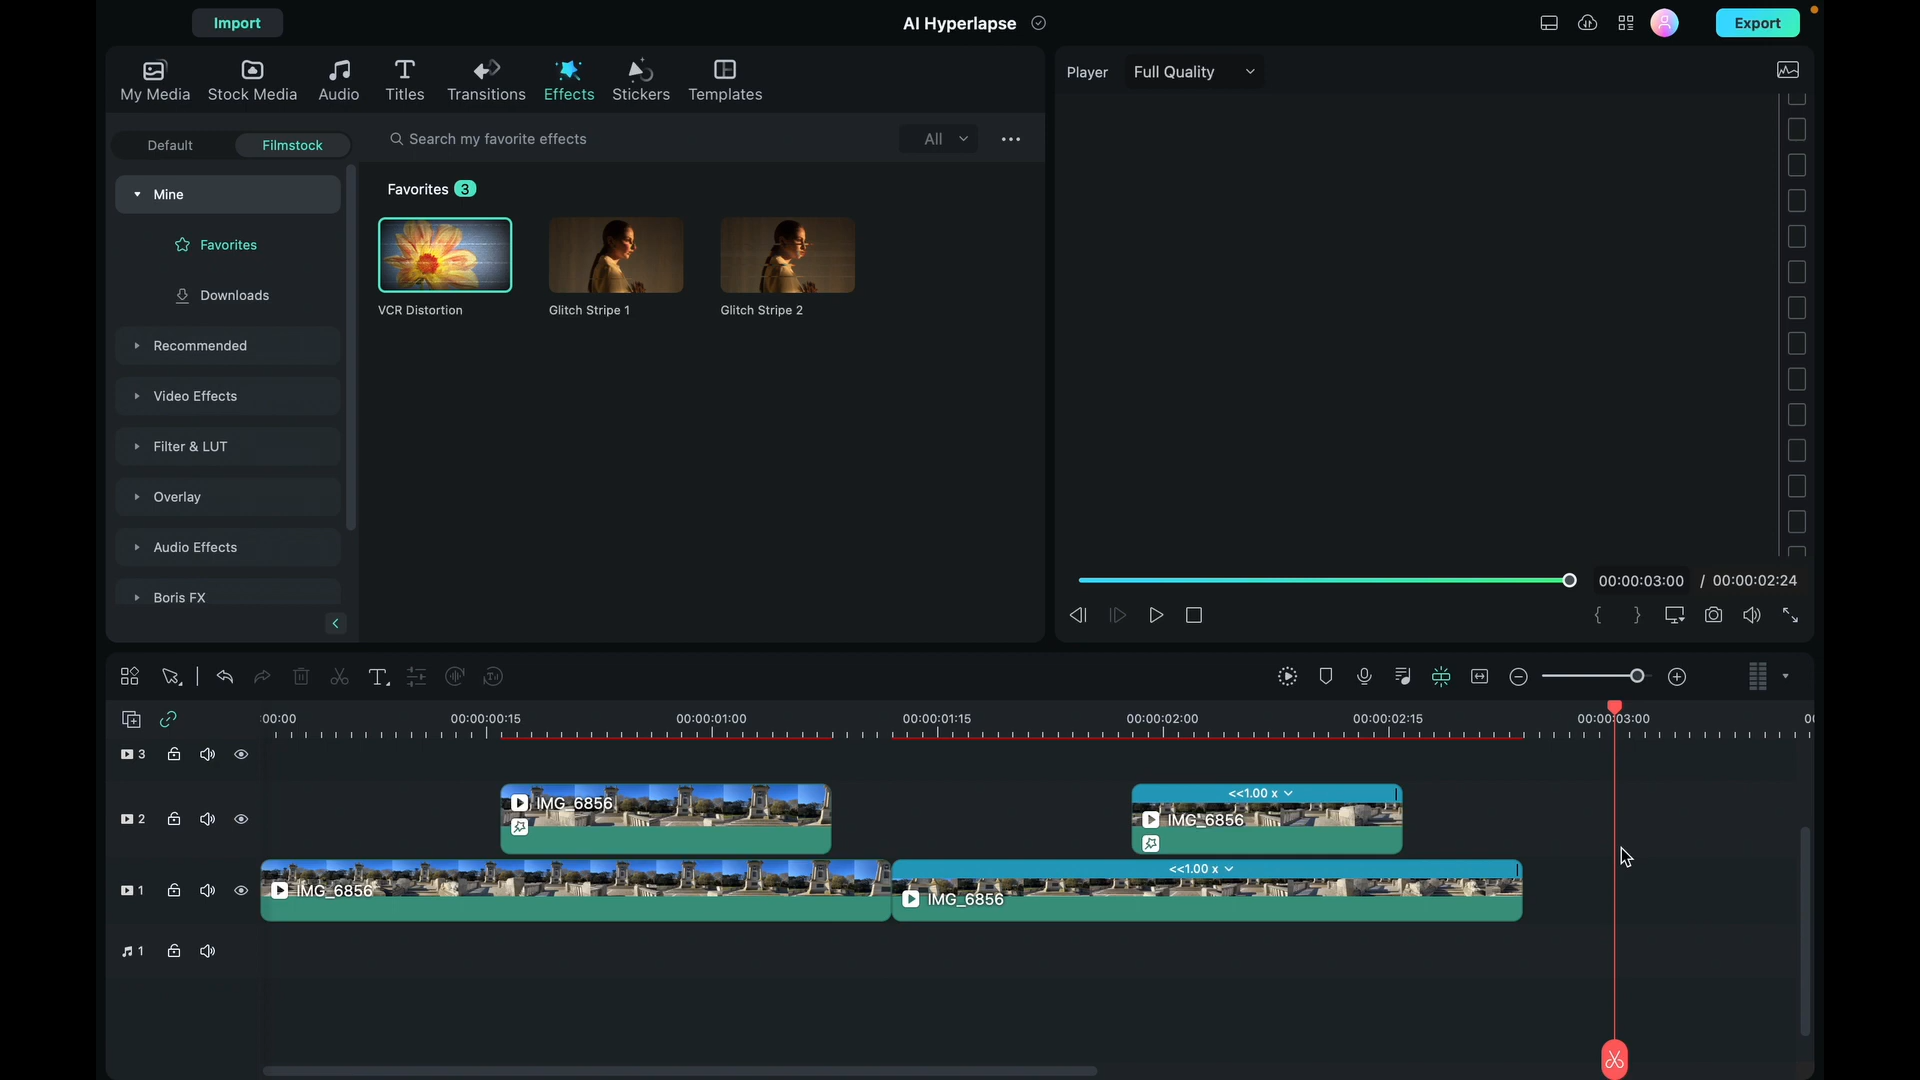 Import
AI Hyperlapse
Export
My Media
Stock Media
Audio
Titles
Transitions
Effects
Stickers
Templates
Player
Full Quality
Default
Filmstock
Search my favorite effects
All
Mine
Favorites
Downloads
Recommended
Video Effects
Filter & LUT
Overlay
Audio Effects
Boris FX
Favorites 3
VCR Distortion
Glitch Stripe 1
Glitch Stripe 2
00:00:03:00 / 00:00:02:24
:00:00
00:00:00:15
00:00:01:00
00:00:01:15
00:00:02:00
00:00:02:15
00:00:03:00
3
2
IMG_6856
<<1.00 x
IMG_6856
1
IMG_6856
<<1.00 x
IMG_6856
1